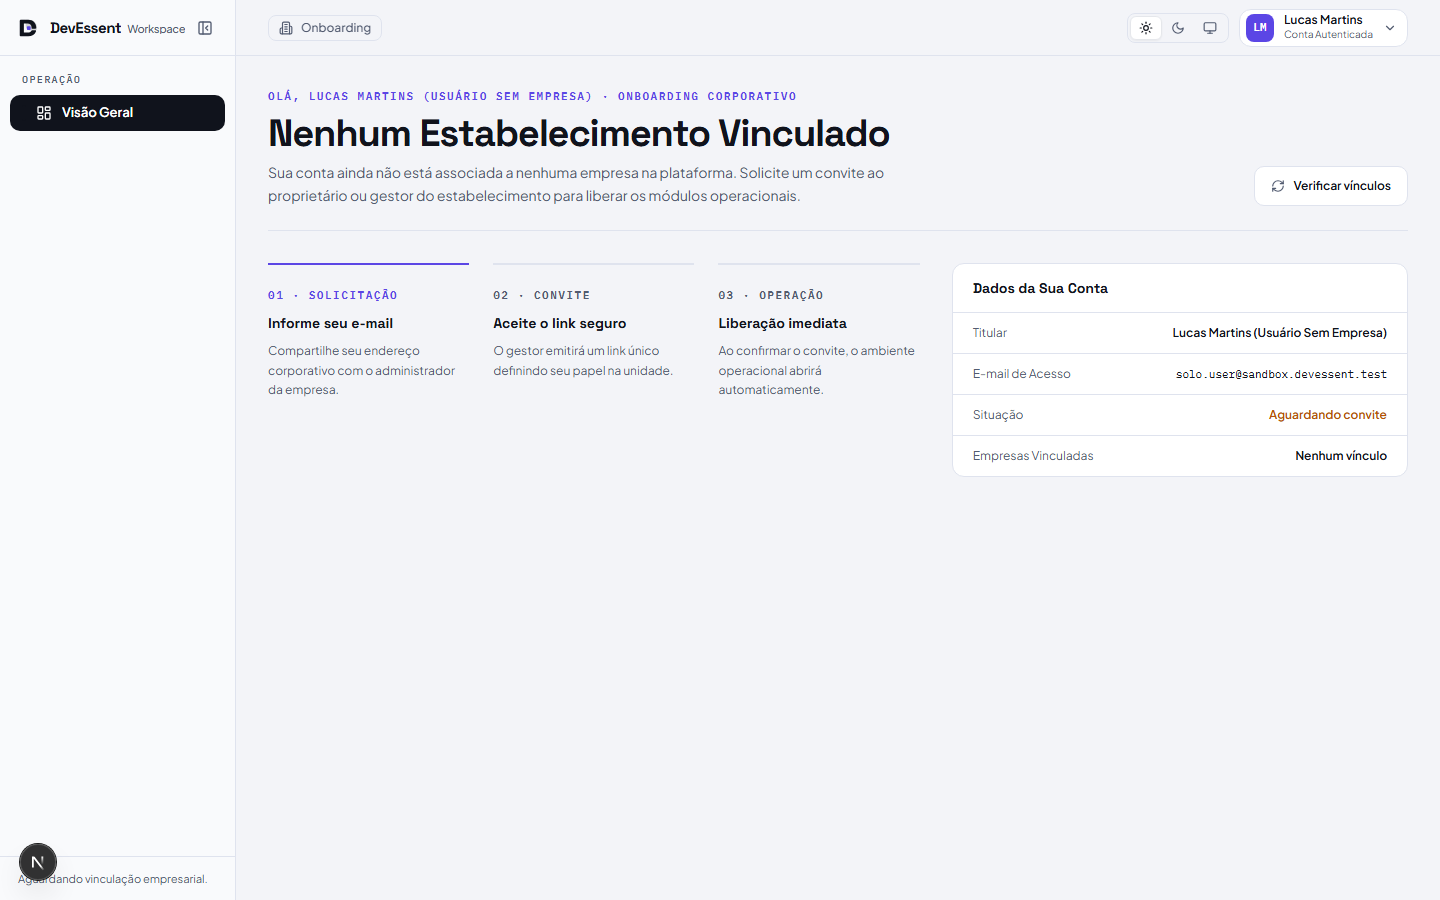 DevEssent Workspace
Onboarding
LM
Lucas Martins
Conta Autenticada
OPERAÇÃO
Visão Geral
OLÁ, LUCAS MARTINS (USUÁRIO SEM EMPRESA) · ONBOARDING CORPORATIVO
Nenhum Estabelecimento Vinculado
Sua conta ainda não está associada a nenhuma empresa na plataforma. Solicite um convite ao
proprietário ou gestor do estabelecimento para liberar os módulos operacionais.
Verificar vínculos
01 · SOLICITAÇÃO
Informe seu e-mail
Compartilhe seu endereço
corporativo com o administrador
da empresa.
02 · CONVITE
Aceite o link seguro
O gestor emitirá um link único
definindo seu papel na unidade.
03 · OPERAÇÃO
Liberação imediata
Ao confirmar o convite, o ambiente
operacional abrirá
automaticamente.
Dados da Sua Conta
Titular Lucas Martins (Usuário Sem Empresa)
E-mail de Acesso solo.user@sandbox.devessent.test
Situação Aguardando convite
Empresas Vinculadas Nenhum vínculo
N
Aguardando vinculação empresarial.